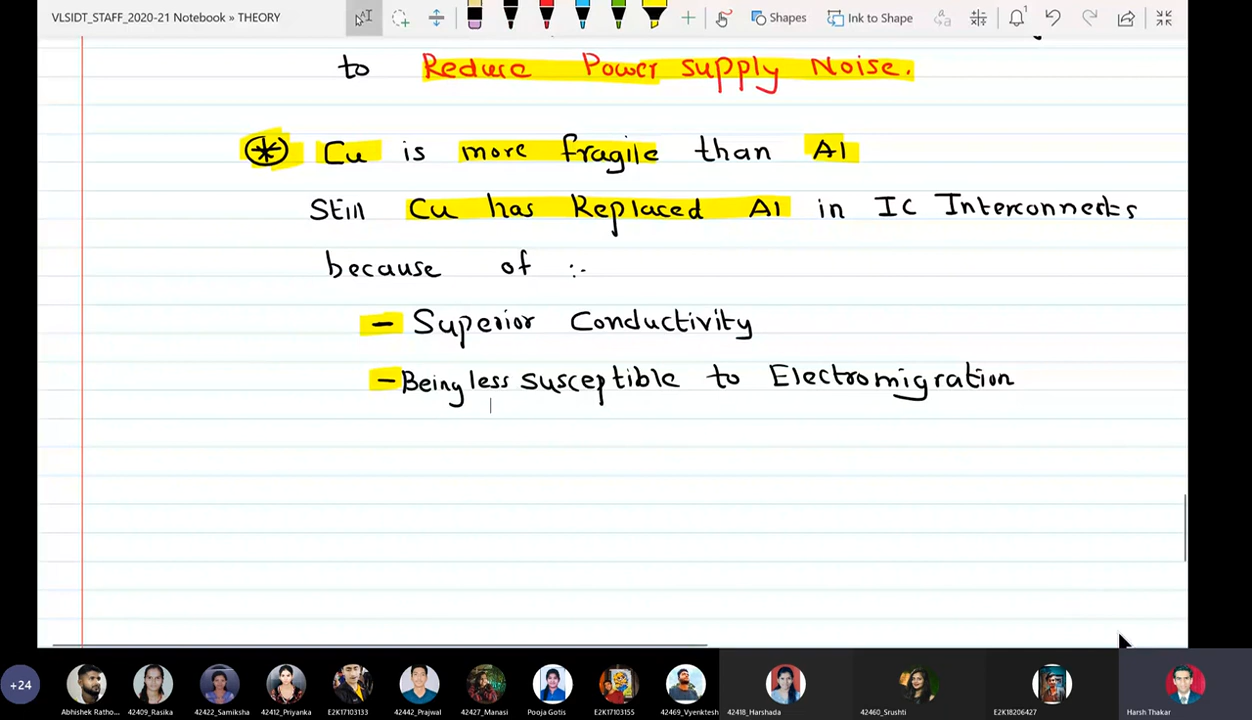 VLSIDT_STAFF_2020-21 Notebook » THEORY
Shapes
Ink to Shape
to Reduce Power supply Noise.
* Cu is more fragile than Al
Still Cu has Replaced Al in IC Interconnects
because of :-
- Superior Conductivity
- Being less susceptible to Electromigration
+24
Abhishek Ratho...
42409_Rasika
42422_Samiksha
42412_Priyanka
E2K17103133
42442_Prajwal
42427_Manasi
Pooja Gotis
E2K17103155
42469_Vyenktesh
42418_Harshada
42460_Srushti
E2K18206427
Harsh Thakar